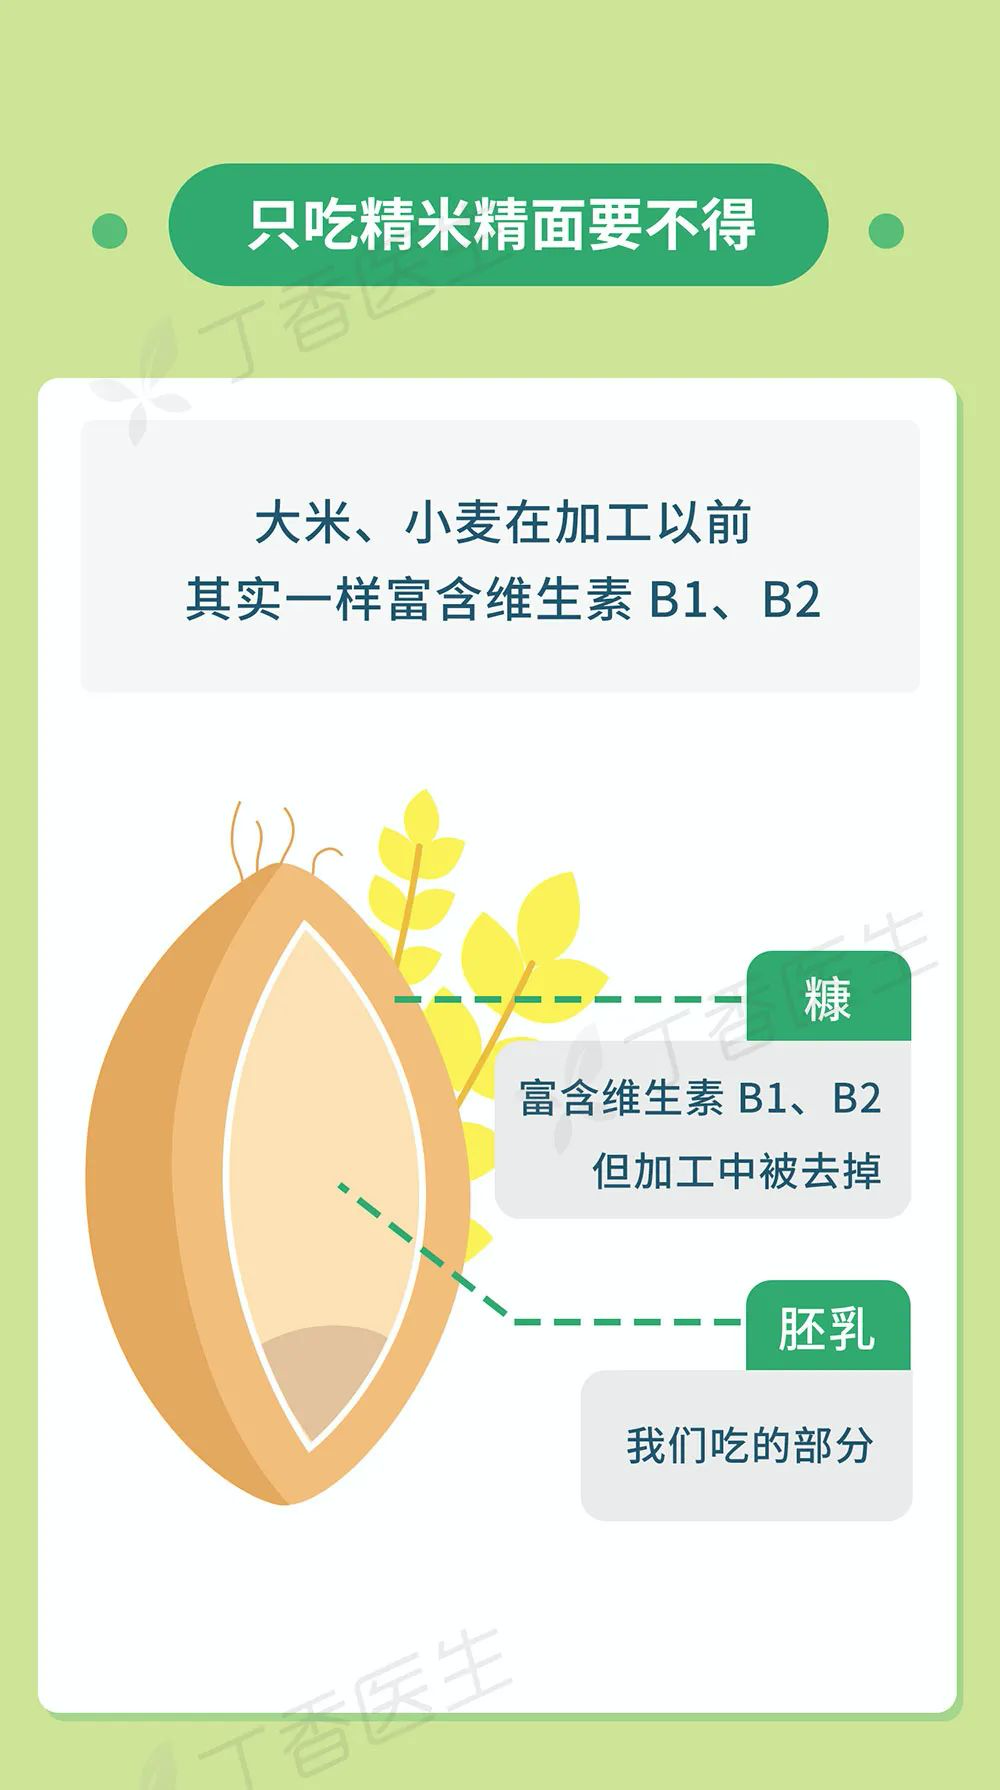 只吃精米精面要不得
丁香医生
大米、小麦在加工以前
其实一样富含维生素 B1、B2
糠
丁香医生
富含维生素 B1、B2
但加工中被去掉
胚乳
我们吃的部分
丁香医生